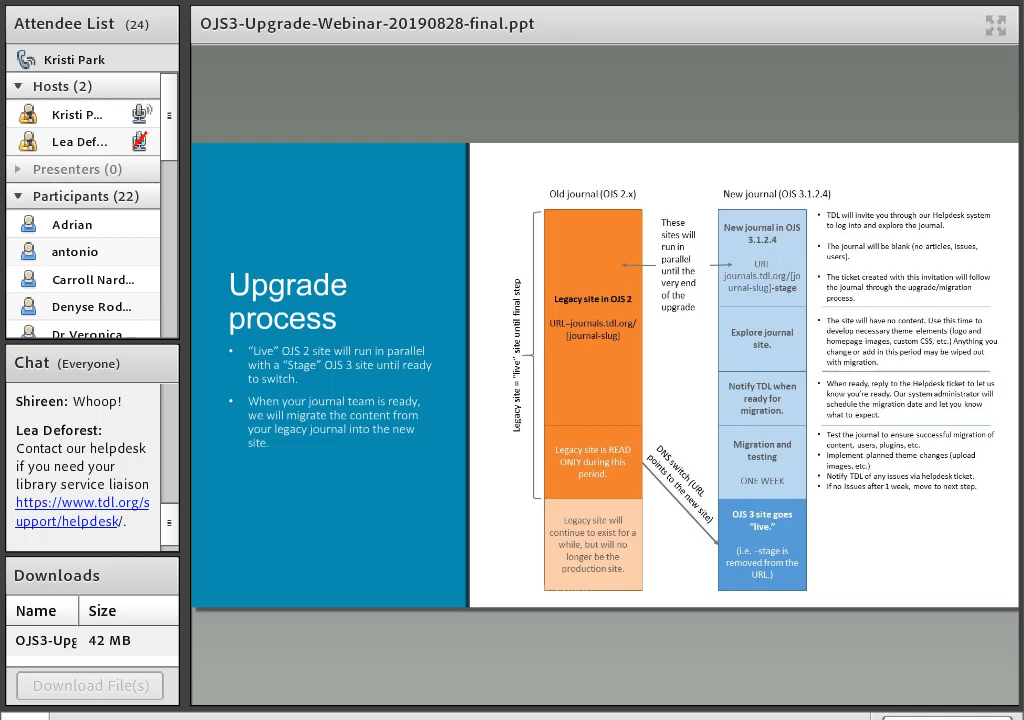 Attendee List (24)
Kristi Park
Hosts (2)
Kristi P...
Lea Def...
Presenters (0)
Participants (22)
Adrian
antonio
Carroll Nard...
Denyse Rod...
Dr Veronica
Chat (Everyone)
Shireen: Whoop!
Lea Deforest:
Contact our helpdesk
if you need your
library service liaison
https://www.tdl.org/s
upport/helpdesk/.
Downloads
Name Size
OJS3-Upg 42 MB
Download File(s)
OJS3-Upgrade-Webinar-20190828-final.ppt
Upgrade
process
• "Live" OJS 2 site will run in parallel
with a "Stage" OJS 3 site until ready
to switch.
• When your journal team is ready,
we will migrate the content from
your legacy journal into the new
site.
Legacy site = "live" site until final step
Old journal (OJS 2.x)
Legacy site in OJS 2
URL=journals.tdl.org/
[journal-slug]
Legacy site is READ
ONLY during this
period.
Legacy site will
continue to exist for a
while, but will no
longer be the
production site.
These
sites will
run in
parallel
until the
very end
of the
upgrade
DNS switch (URL
points to the new site)
New journal (OJS 3.1.2.4)
New journal in OJS
3.1.2.4
URL
journals.tdl.org/[jo
urnal-slug]-stage
Explore journal
site.
Notify TDL when
ready for
migration.
Migration and
testing
ONE WEEK
OJS 3 site goes
"live."
(i.e. –stage is
removed from the
URL.)
• TDL will invite you through our Helpdesk system
to log into and explore the journal.
• The journal will be blank (no articles, issues,
users).
• The ticket created with this invitation will follow
the journal through the upgrade/migration
process.
• The site will have no content. Use this time to
develop necessary theme elements (logo and
homepage images, custom CSS, etc.) Anything you
change or add in this period may be wiped out
with migration.
• When ready, reply to the Helpdesk ticket to let us
know you're ready. Our system administrator will
schedule the migration date and let you know
what to expect.
• Test the journal to ensure successful migration of
content, users, plugins, etc.
• Implement planned theme changes (upload
images, etc.)
• Notify TDL of any issues via helpdesk ticket.
• If no Issues after 1 week, move to next step.